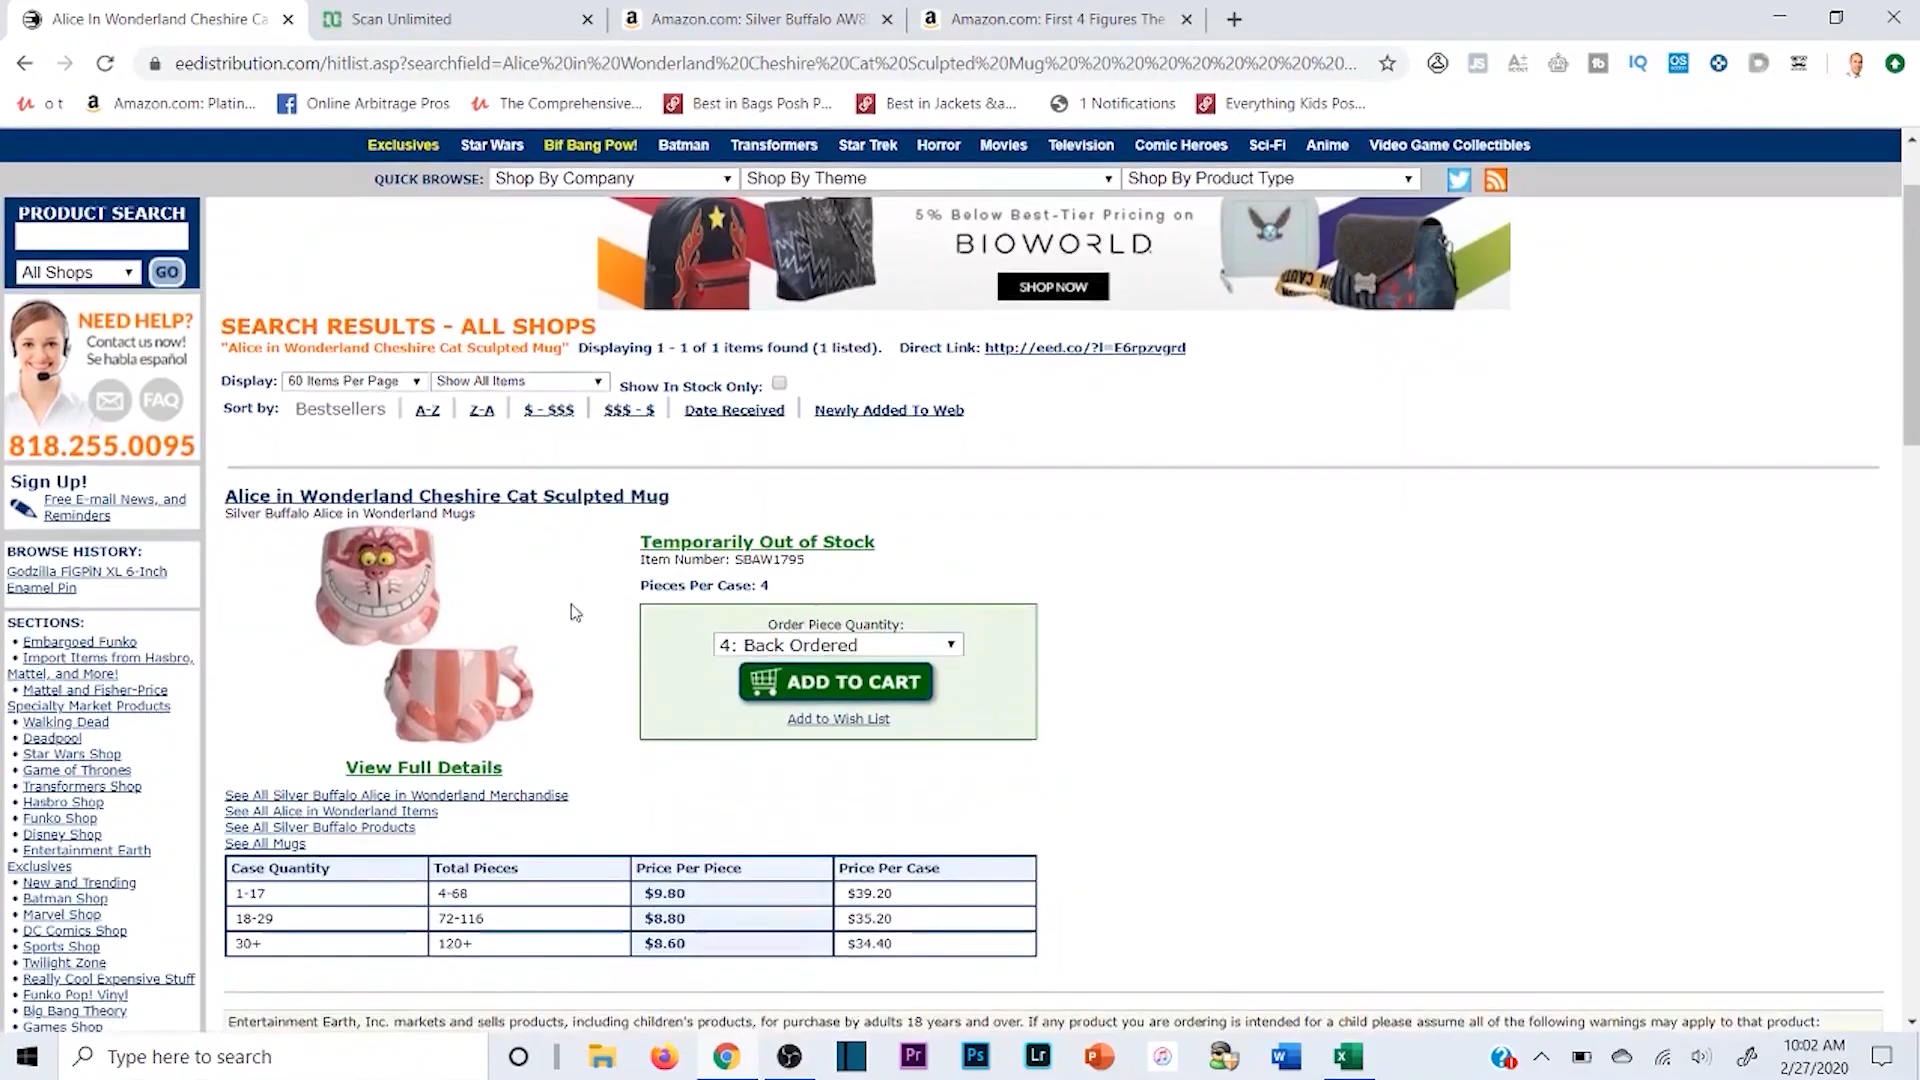 Alice In Wonderland Cheshire Ca
Scan Unlimited
Amazon.com: Silver Buffalo AW8
Amazon.com: First 4 Figures The
eedistribution.com/hitlist.asp?searchfield=Alice%20in%20Wonderland%20Cheshire%20Cat%20Sculpted%20Mug%20%20%20%20%20%20%20%20%20%20...
o t
Amazon.com: Platin...
Online Arbitrage Pros
The Comprehensive...
Best in Bags Posh P...
Best in Jackets &a...
1 Notifications
Everything Kids Pos...
Exclusives Star Wars Bif Bang Pow! Batman Transformers Star Trek Horror Movies Television Comic Heroes Sci-Fi Anime Video Game Collectibles
QUICK BROWSE: Shop By Company Shop By Theme Shop By Product Type
PRODUCT SEARCH
All Shops GO
NEED HELP?
Contact us now!
Se habla español
FAQ
818.255.0095
Sign Up!
Free E-mail News, and
Reminders
BROWSE HISTORY:
Godzilla FiGPiN XL 6-Inch
Enamel Pin
SECTIONS:
• Embargoed Funko
• Import Items from Hasbro,
Mattel, and More!
• Mattel and Fisher-Price
Specialty Market Products
• Walking Dead
• Deadpool
• Star Wars Shop
• Game of Thrones
• Transformers Shop
• Hasbro Shop
• Funko Shop
• Disney Shop
• Entertainment Earth
Exclusives
• New and Trending
• Batman Shop
• Marvel Shop
• DC Comics Shop
• Sports Shop
• Twilight Zone
• Really Cool Expensive Stuff
• Funko Pop! Vinyl
• Big Bang Theory
• Games Shop
5% Below Best-Tier Pricing on
BIOWORLD
SHOP NOW
SEARCH RESULTS - ALL SHOPS
"Alice in Wonderland Cheshire Cat Sculpted Mug" Displaying 1 - 1 of 1 items found (1 listed). Direct Link: http://eed.co/?l=E6rpzvgrd
Display: 60 Items Per Page Show All Items Show In Stock Only:
Sort by: Bestsellers A-Z Z-A $ - $$$ $$$ - $ Date Received Newly Added To Web
Alice in Wonderland Cheshire Cat Sculpted Mug
Silver Buffalo Alice in Wonderland Mugs
Temporarily Out of Stock
Item Number: SBAW1795
Pieces Per Case: 4
Order Piece Quantity:
4: Back Ordered
ADD TO CART
Add to Wish List
View Full Details
See All Silver Buffalo Alice in Wonderland Merchandise
See All Alice in Wonderland Items
See All Silver Buffalo Products
See All Mugs
Case Quantity Total Pieces Price Per Piece Price Per Case
1-17 4-68 $9.80 $39.20
18-29 72-116 $8.80 $35.20
30+ 120+ $8.60 $34.40
Entertainment Earth, Inc. markets and sells products, including children's products, for purchase by adults 18 years and over. If any product you are ordering is intended for a child please assume all of the following warnings may apply to that product:
Type here to search
10:02 AM
2/27/2020